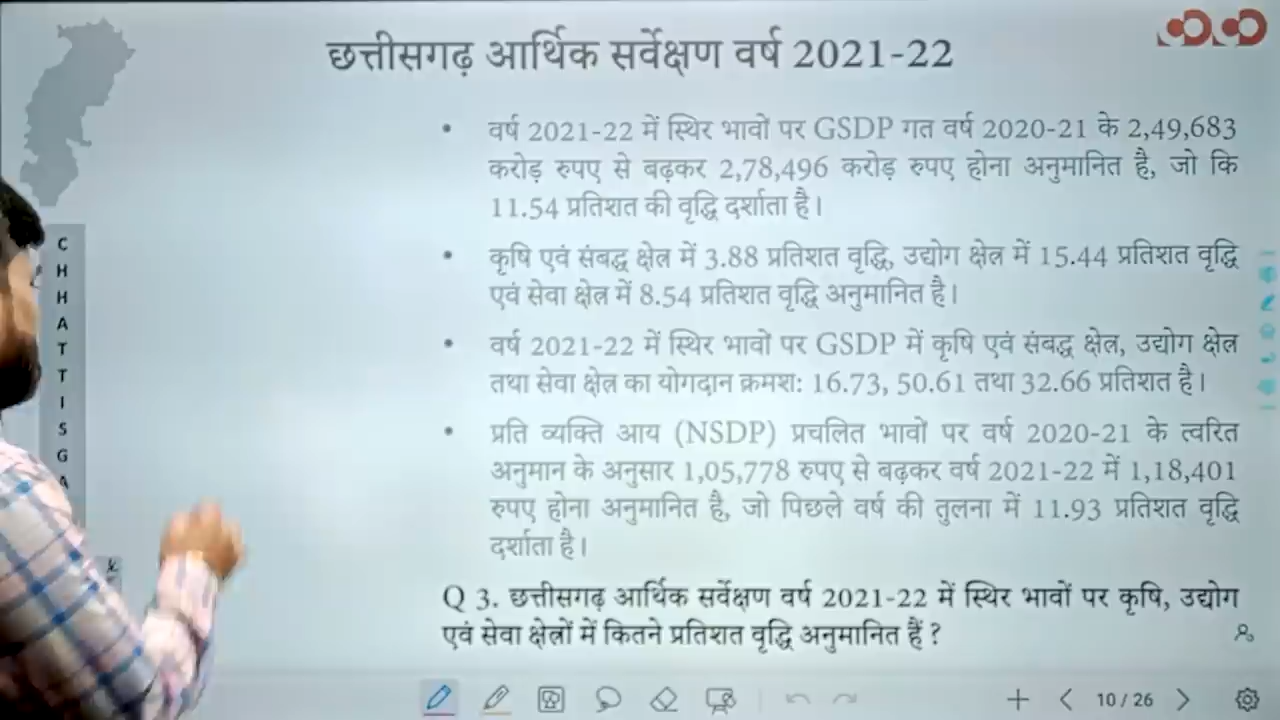 छत्तीसगढ़ आर्थिक सर्वेक्षण वर्ष 2021-22
• वर्ष 2021-22 में स्थिर भावों पर GSDP गत वर्ष 2020-21 के 2,49,683
करोड़ रुपए से बढ़कर 2,78,496 करोड़ रुपए होना अनुमानित है, जो कि
11.54 प्रतिशत की वृद्धि दर्शाता है।
• कृषि एवं संबद्ध क्षेत्र में 3.88 प्रतिशत वृद्धि, उद्योग क्षेत्र में 15.44 प्रतिशत वृद्धि
एवं सेवा क्षेत्र में 8.54 प्रतिशत वृद्धि अनुमानित है।
• वर्ष 2021-22 में स्थिर भावों पर GSDP में कृषि एवं संबद्ध क्षेत्र, उद्योग क्षेत्र
तथा सेवा क्षेत्र का योगदान क्रमश: 16.73, 50.61 तथा 32.66 प्रतिशत है।
• प्रति व्यक्ति आय (NSDP) प्रचलित भावों पर वर्ष 2020-21 के त्वरित
अनुमान के अनुसार 1,05,778 रुपए से बढ़कर वर्ष 2021-22 में 1,18,401
रुपए होना अनुमानित है, जो पिछले वर्ष की तुलना में 11.93 प्रतिशत वृद्धि
दर्शाता है।
Q 3. छत्तीसगढ़ आर्थिक सर्वेक्षण वर्ष 2021-22 में स्थिर भावों पर कृषि, उद्योग
एवं सेवा क्षेत्रों में कितने प्रतिशत वृद्धि अनुमानित हैं ?
C
H
H
A
T
T
I
S
G
A
10 / 26